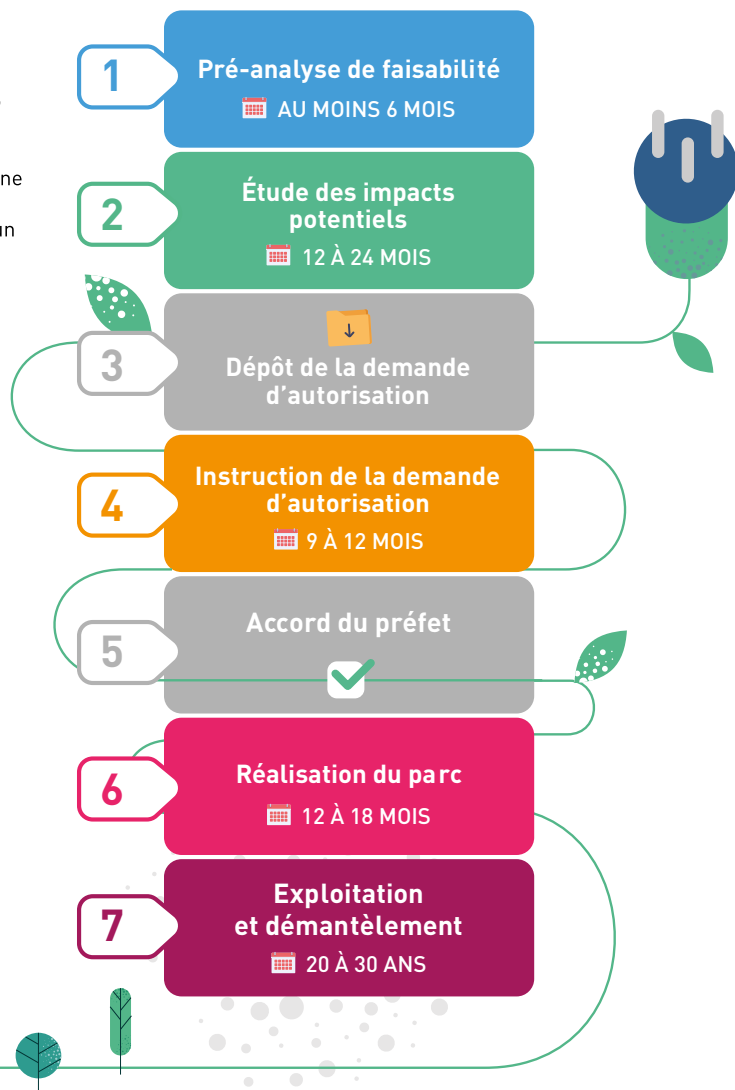 ne
un
1
Pré-analyse de faisabilité
AU MOINS 6 MOIS
2
Étude des impacts
potentiels
12 À 24 MOIS
3
Dépôt de la demande
d’autorisation
4
Instruction de la demande
d’autorisation
9 À 12 MOIS
5
Accord du préfet
6
Réalisation du parc
12 À 18 MOIS
7
Exploitation
et démantèlement
20 À 30 ANS